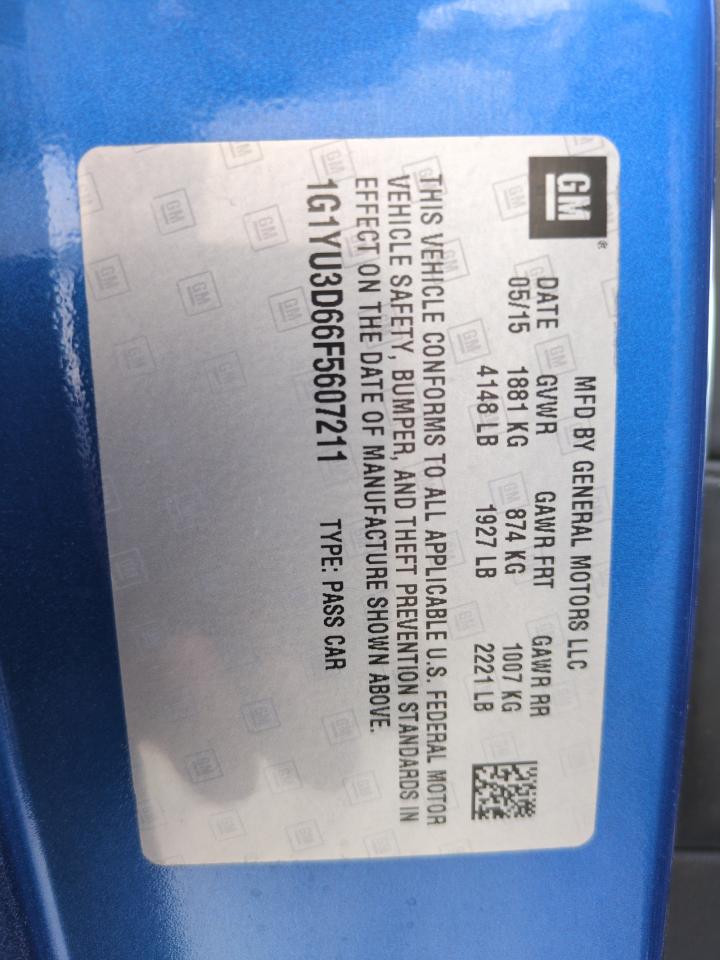 GM®
MFD BY GENERAL MOTORS LLC
DATE GVWR GAWR FRT GAWR RR
05/15 1881 KG 874 KG 1007 KG
4148 LB 1927 LB 2221 LB
THIS VEHICLE CONFORMS TO ALL APPLICABLE U.S. FEDERAL MOTOR
VEHICLE SAFETY, BUMPER, AND THEFT PREVENTION STANDARDS IN
EFFECT ON THE DATE OF MANUFACTURE SHOWN ABOVE.
1G1YU3D66F5607211 TYPE: PASS CAR